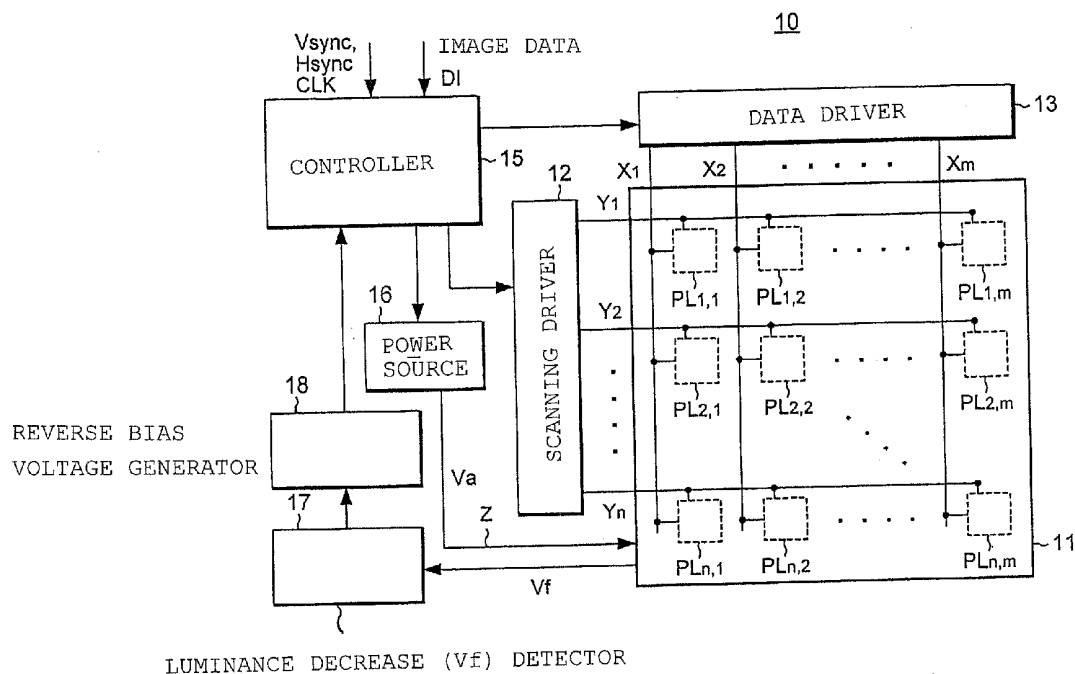 10
Vsync,
Hsync
CLK
IMAGE DATA
DI
CONTROLLER
15
DATA DRIVER
13
X1
X2
Xm
12
SCANNING DRIVER
Y1
PL1,1
PL1,2
PL1,m
16
POWER
SOURCE
Y2
PL2,1
PL2,2
PL2,m
18
REVERSE BIAS
VOLTAGE GENERATOR
Va
17
Z
Yn
PLn,1
PLn,2
PLn,m
11
Vf
LUMINANCE DECREASE (Vf) DETECTOR